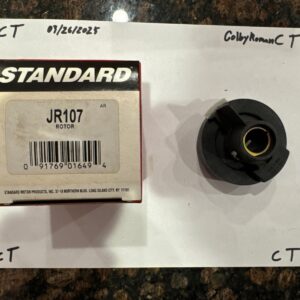 CT 07/26/2025 ColbyRomanCT
STANDARD
AR
JR107
ROTOR
0 91769 01649 4
STANDARD MOTOR PRODUCTS, INC. 37-18 NORTHERN BLVD. LONG ISLAND CITY, NY 11101
CT CT